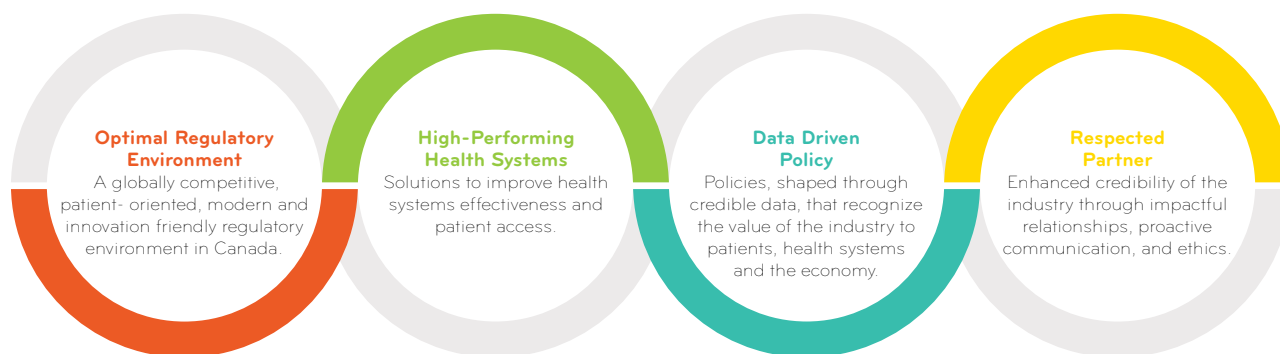 Optimal Regulatory
Environment
A globally competitive,
patient- oriented, modern and
innovation friendly regulatory
environment in Canada.
High-Performing
Health Systems
Solutions to improve health
systems effectiveness and
patient access.
Data Driven
Policy
Policies, shaped through
credible data, that recognize
the value of the industry to
patients, health systems
and the economy.
Respected
Partner
Enhanced credibility of the
industry through impactful
relationships, proactive
communication, and ethics.